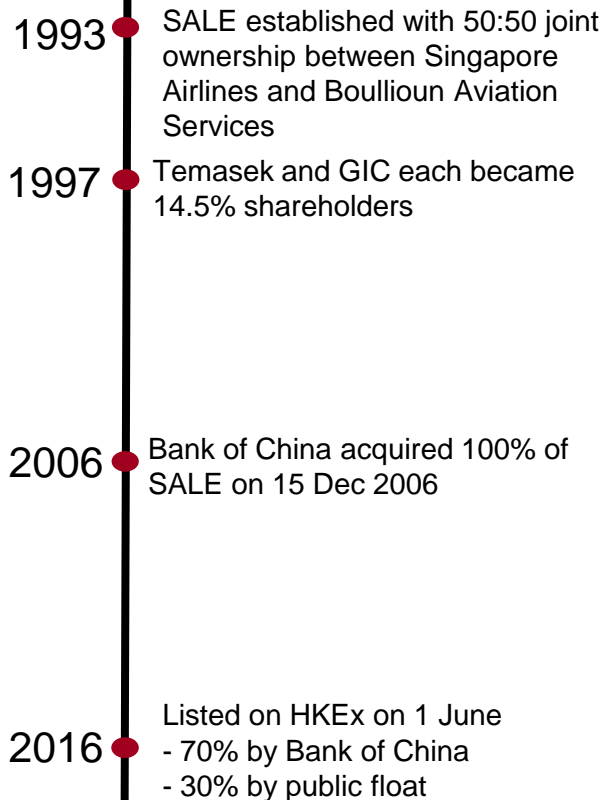 1993
SALE established with 50:50 joint
ownership between Singapore
Airlines and Boullioun Aviation
Services
1997
Temasek and GIC each became
14.5% shareholders
2006
Bank of China acquired 100% of
SALE on 15 Dec 2006
2016
Listed on HKEx on 1 June
- 70% by Bank of China
- 30% by public float